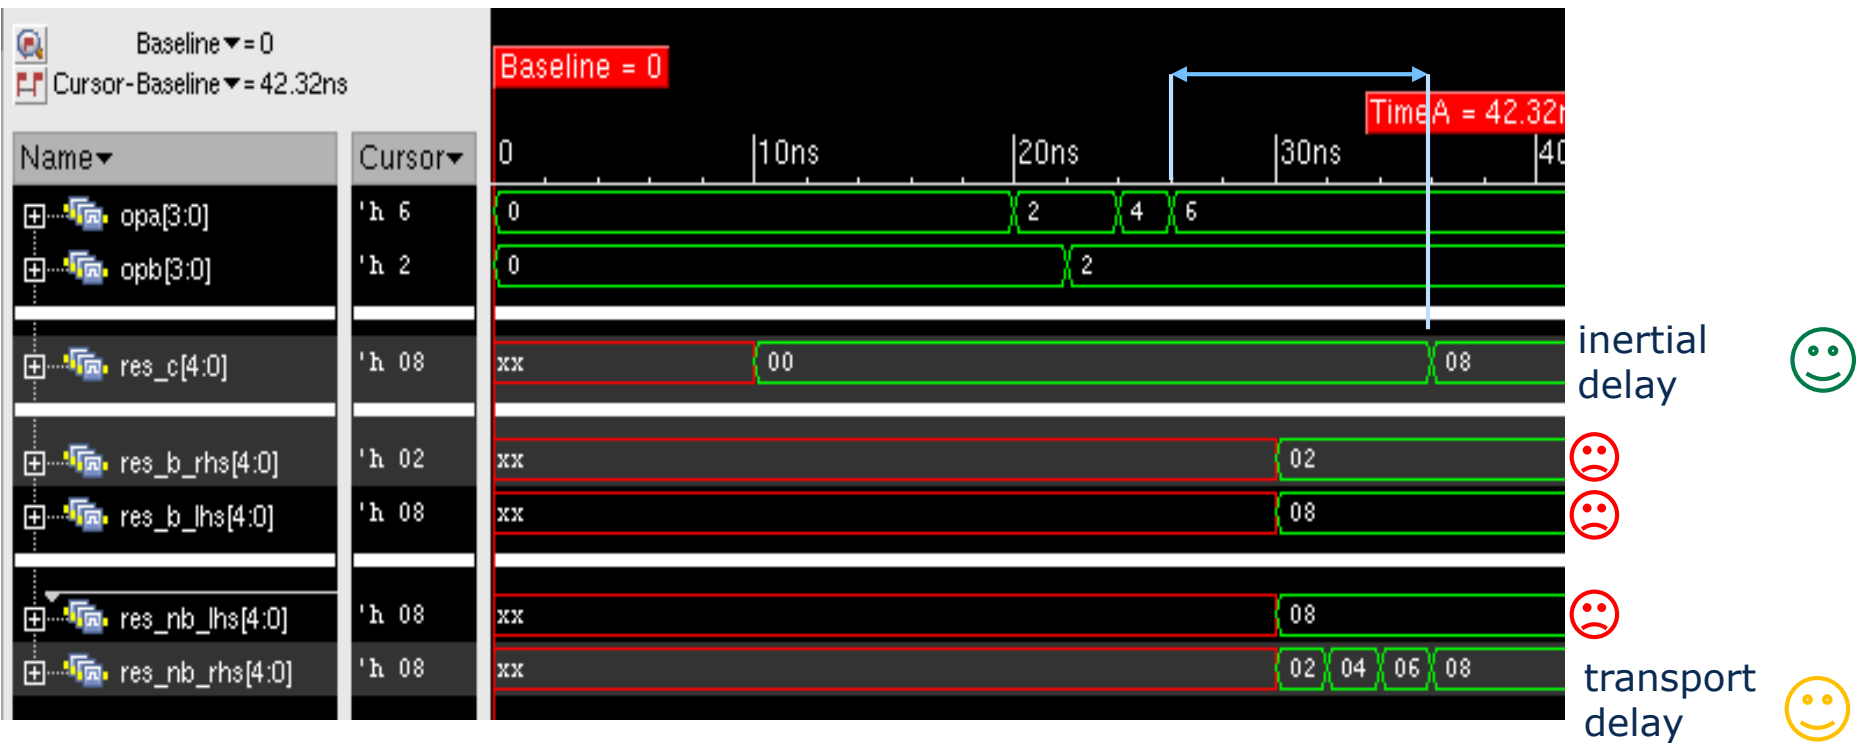 Baseline▼= 0
Cursor-Baseline▼= 42.32ns
Baseline = 0
TimeA = 42.32
Name▼ Cursor▼ 0 10ns 20ns 30ns 40
opa[3:0] 'h 6 0 2 4 6
opb[3:0] 'h 2 0 2
res_c[4:0] 'h 08 xx 00 08
inertial
delay
res_b_rhs[4:0] 'h 02 xx 02
res_b_lhs[4:0] 'h 08 xx 08
res_nb_lhs[4:0] 'h 08 xx 08
res_nb_rhs[4:0] 'h 08 xx 02 04 06 08
transport
delay